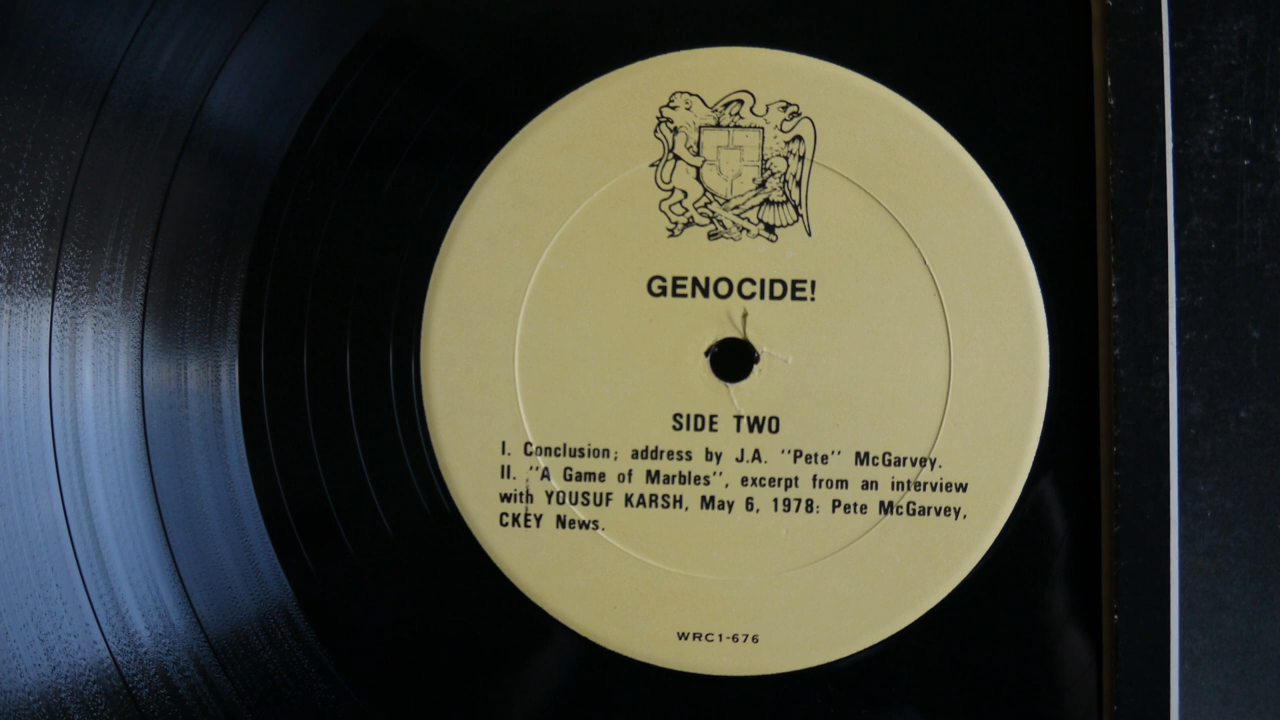 GENOCIDE!
SIDE TWO
I. Conclusion; address by J.A. "Pete" McGarvey.
II. "A Game of Marbles", excerpt from an interview
with YOUSUF KARSH, May 6, 1978: Pete McGarvey,
CKEY News.
WRC1-676